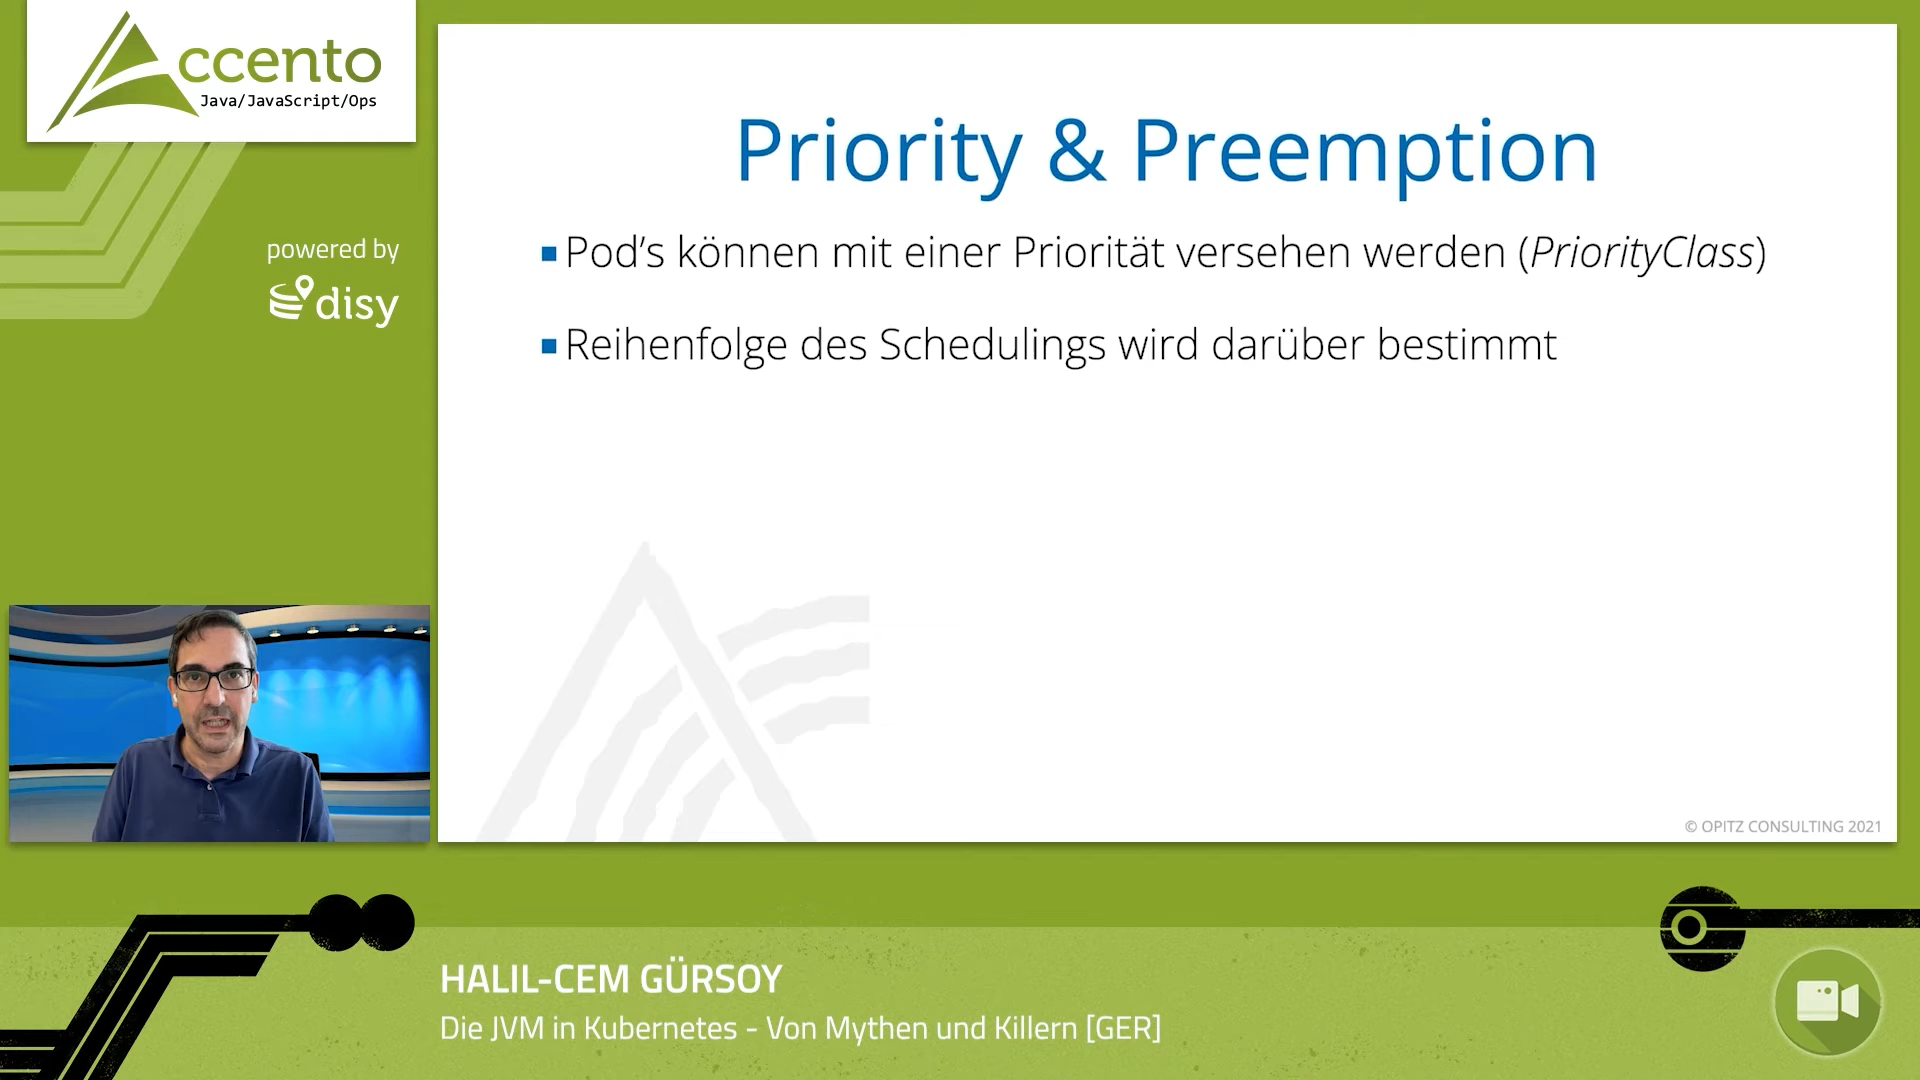 Accento
Java/JavaScript/Ops
powered by
disy
Priority & Preemption
Pod's können mit einer Priorität versehen werden (PriorityClass)
Reihenfolge des Schedulings wird darüber bestimmt
© OPITZ CONSULTING 2021
HALIL-CEM GÜRSOY
Die JVM in Kubernetes - Von Mythen und Killern [GER]